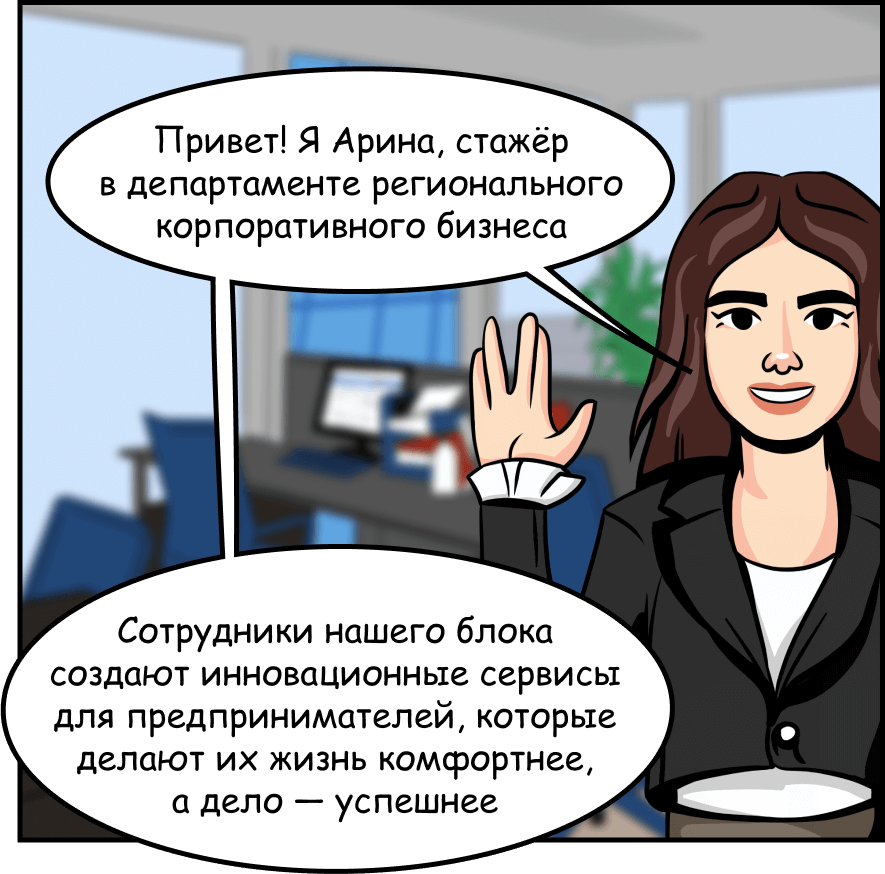 Привет! Я Арина, стажёр
в департаменте регионального
корпоративного бизнеса
Сотрудники нашего блока
создают инновационные сервисы
для предпринимателей, которые
делают их жизнь комфортнее,
а дело — успешнее